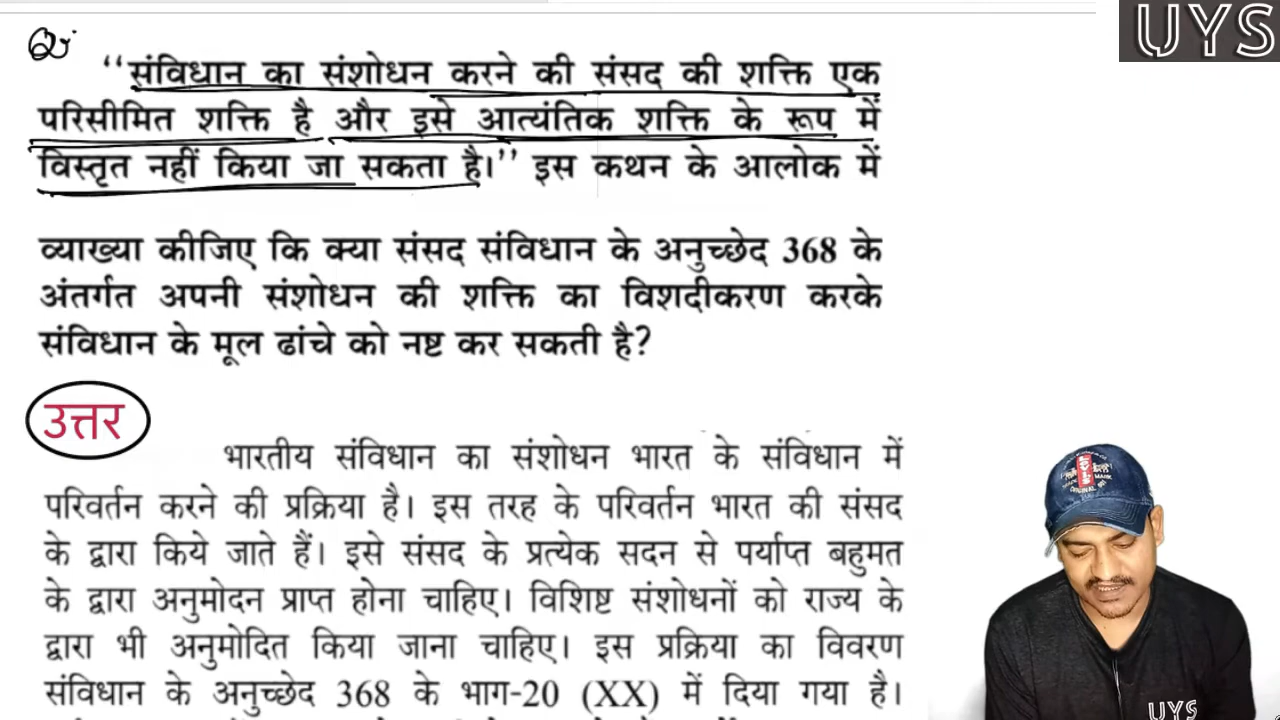 UYS
Q:
‘‘संविधान का संशोधन करने की संसद की शक्ति एक
परिसीमित शक्ति है और इसे आत्यंतिक शक्ति के रूप में
विस्तृत नहीं किया जा सकता है।’’ इस कथन के आलोक में
व्याख्या कीजिए कि क्या संसद संविधान के अनुच्छेद 368 के
अंतर्गत अपनी संशोधन की शक्ति का विशदीकरण करके
संविधान के मूल ढांचे को नष्ट कर सकती है?
उत्तर
भारतीय संविधान का संशोधन भारत के संविधान में
परिवर्तन करने की प्रक्रिया है। इस तरह के परिवर्तन भारत की संसद
के द्वारा किये जाते हैं। इसे संसद के प्रत्येक सदन से पर्याप्त बहुमत
के द्वारा अनुमोदन प्राप्त होना चाहिए। विशिष्ट संशोधनों को राज्य के
द्वारा भी अनुमोदित किया जाना चाहिए। इस प्रक्रिया का विवरण
संविधान के अनुच्छेद 368 के भाग-20 (XX) में दिया गया है।
UYS